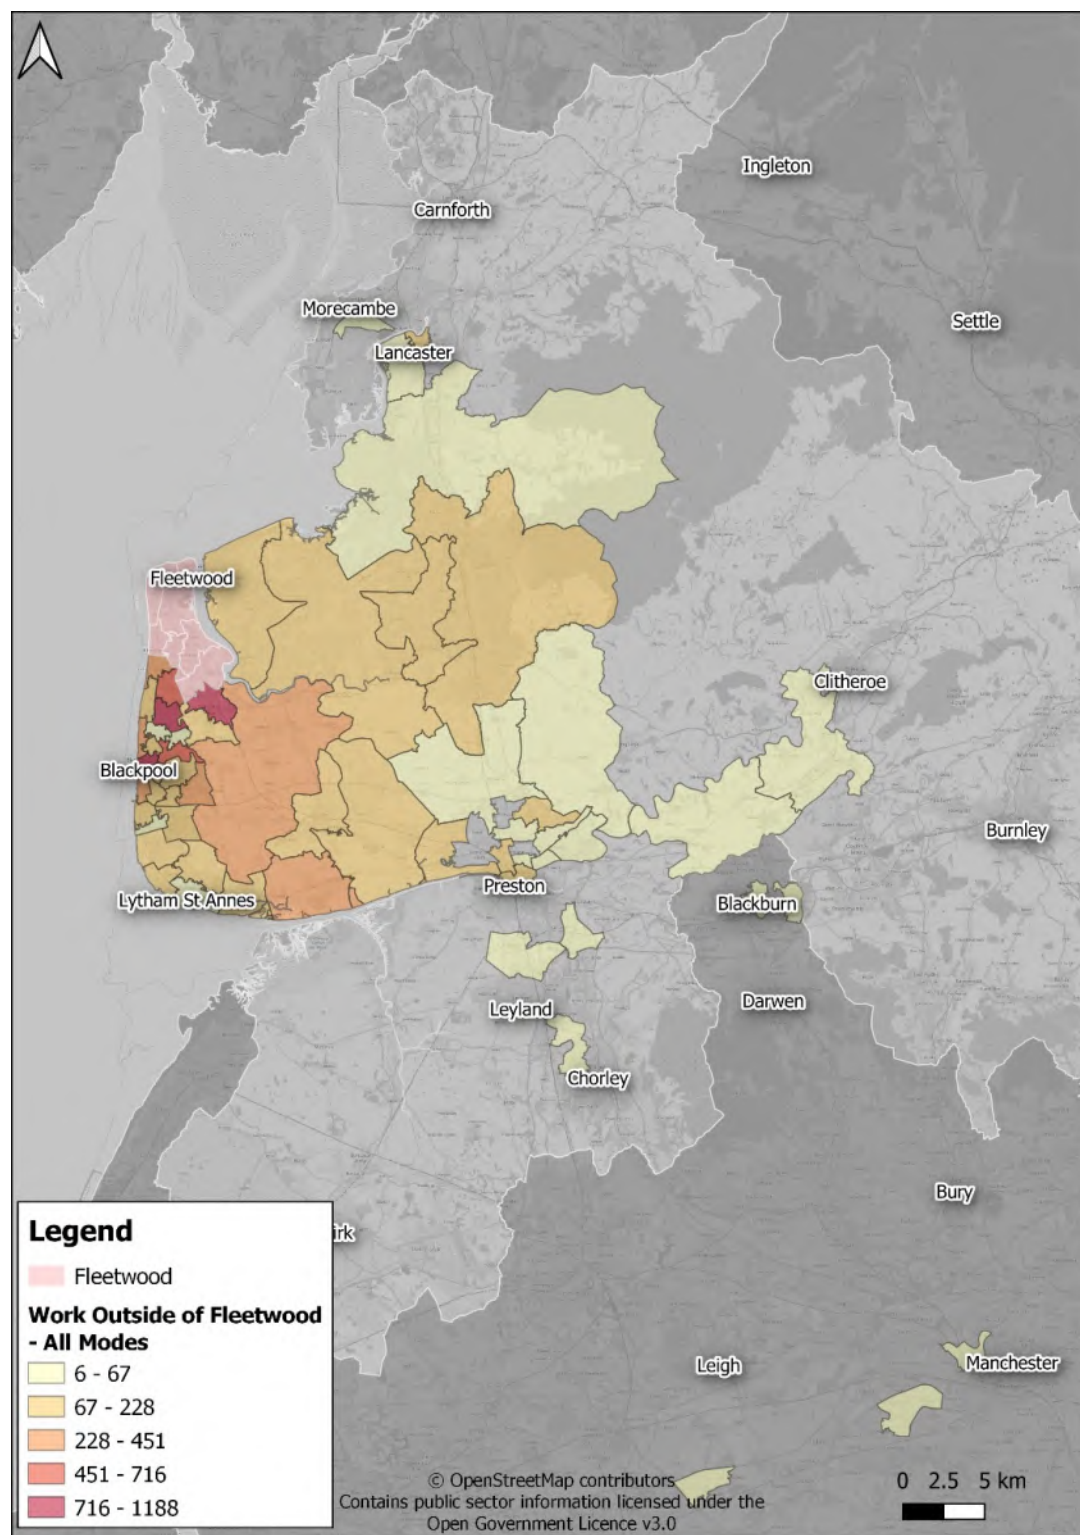 Ingleton
Carnforth
Morecambe
Settle
Lancaster
Fleetwood
Clitheroe
Blackpool
Burnley
Preston
Lytham St Annes
Blackburn
Darwen
Leyland
Chorley
Bury
irk
Leigh
Manchester
Legend
Fleetwood
Work Outside of Fleetwood
- All Modes
6 - 67
67 - 228
228 - 451
451 - 716
716 - 1188
© OpenStreetMap contributors
Contains public sector information licensed under the
Open Government Licence v3.0
0 2.5 5 km